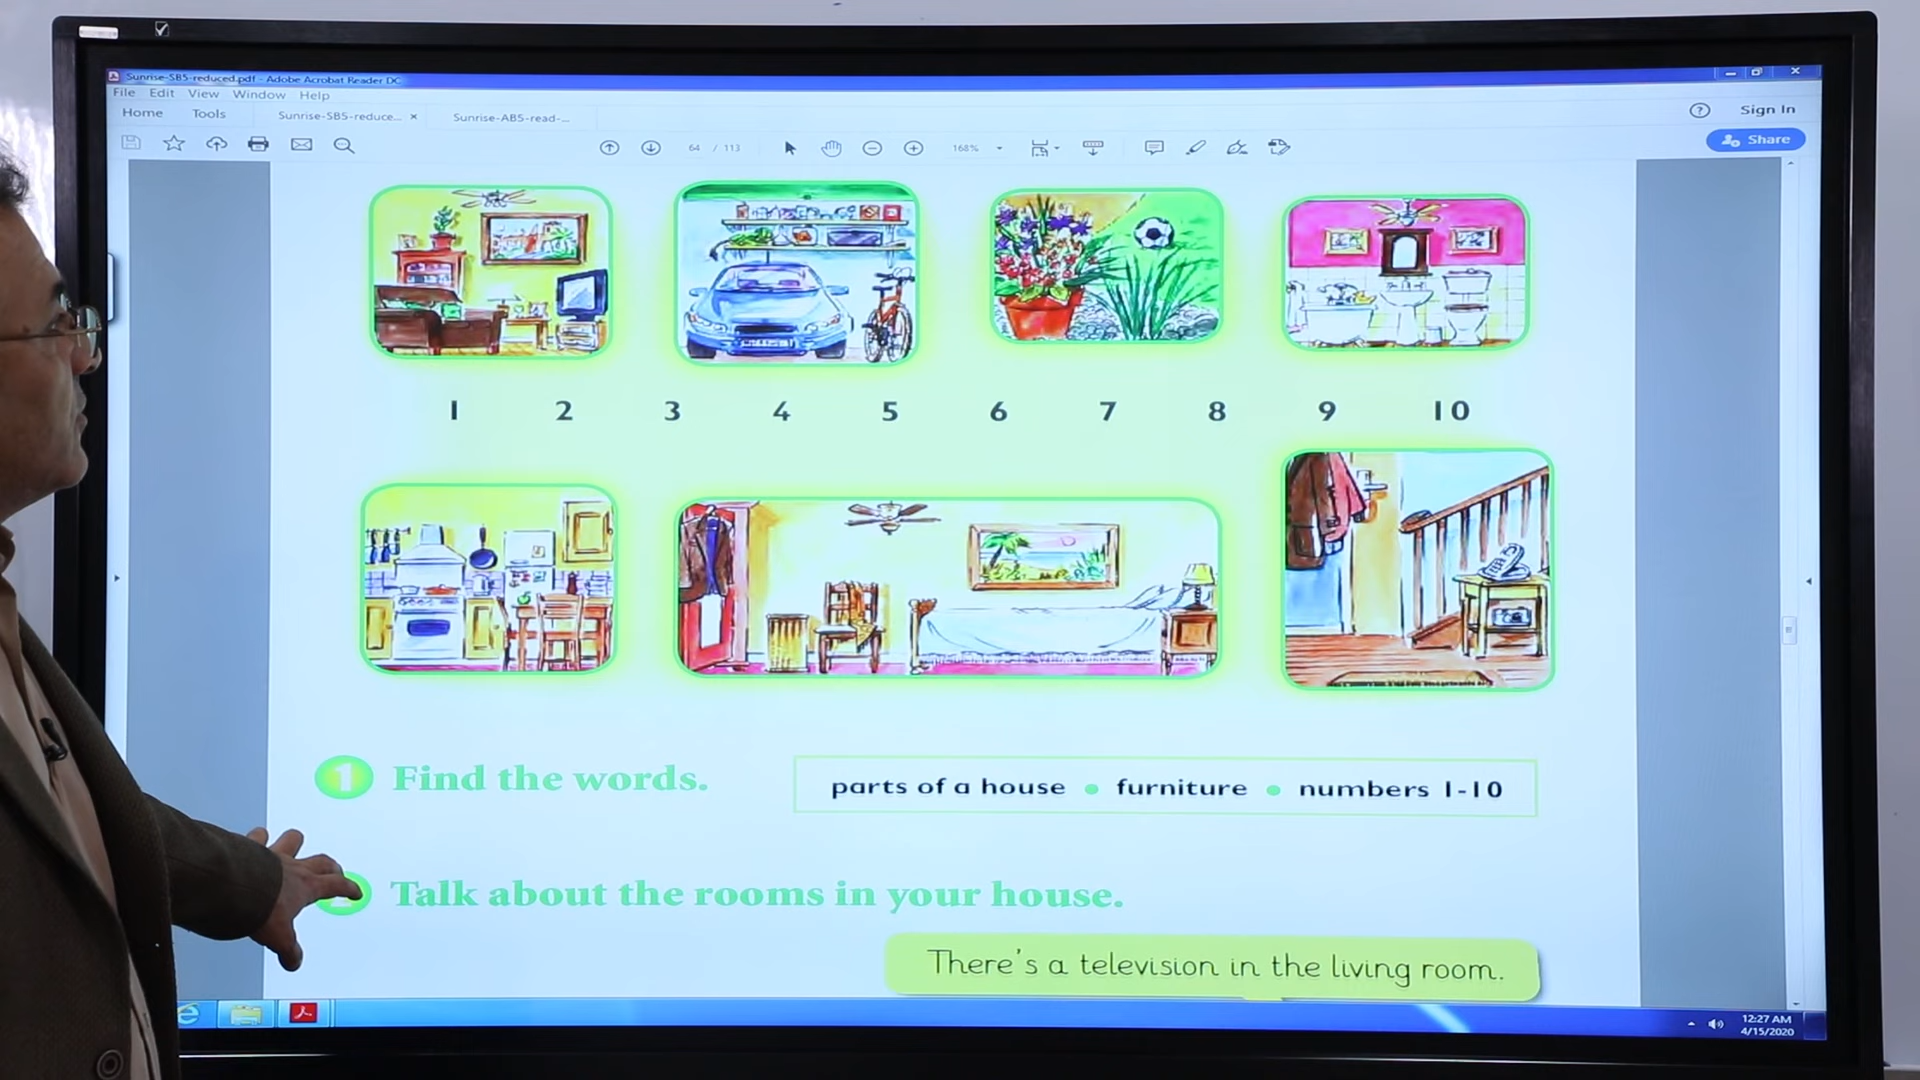 Sunrise-SB5-reduced.pdf - Adobe Acrobat Reader DC
File Edit View Window Help
Home Tools Sunrise-SB5-reduce... × Sunrise-AB5-read-...
Sign In
64 / 113
168%
Share
1 2 3 4 5 6 7 8 9 10
1 Find the words.
parts of a house • furniture • numbers 1-10
Talk about the rooms in your house.
There's a television in the living room.
12:27 AM
4/15/2020